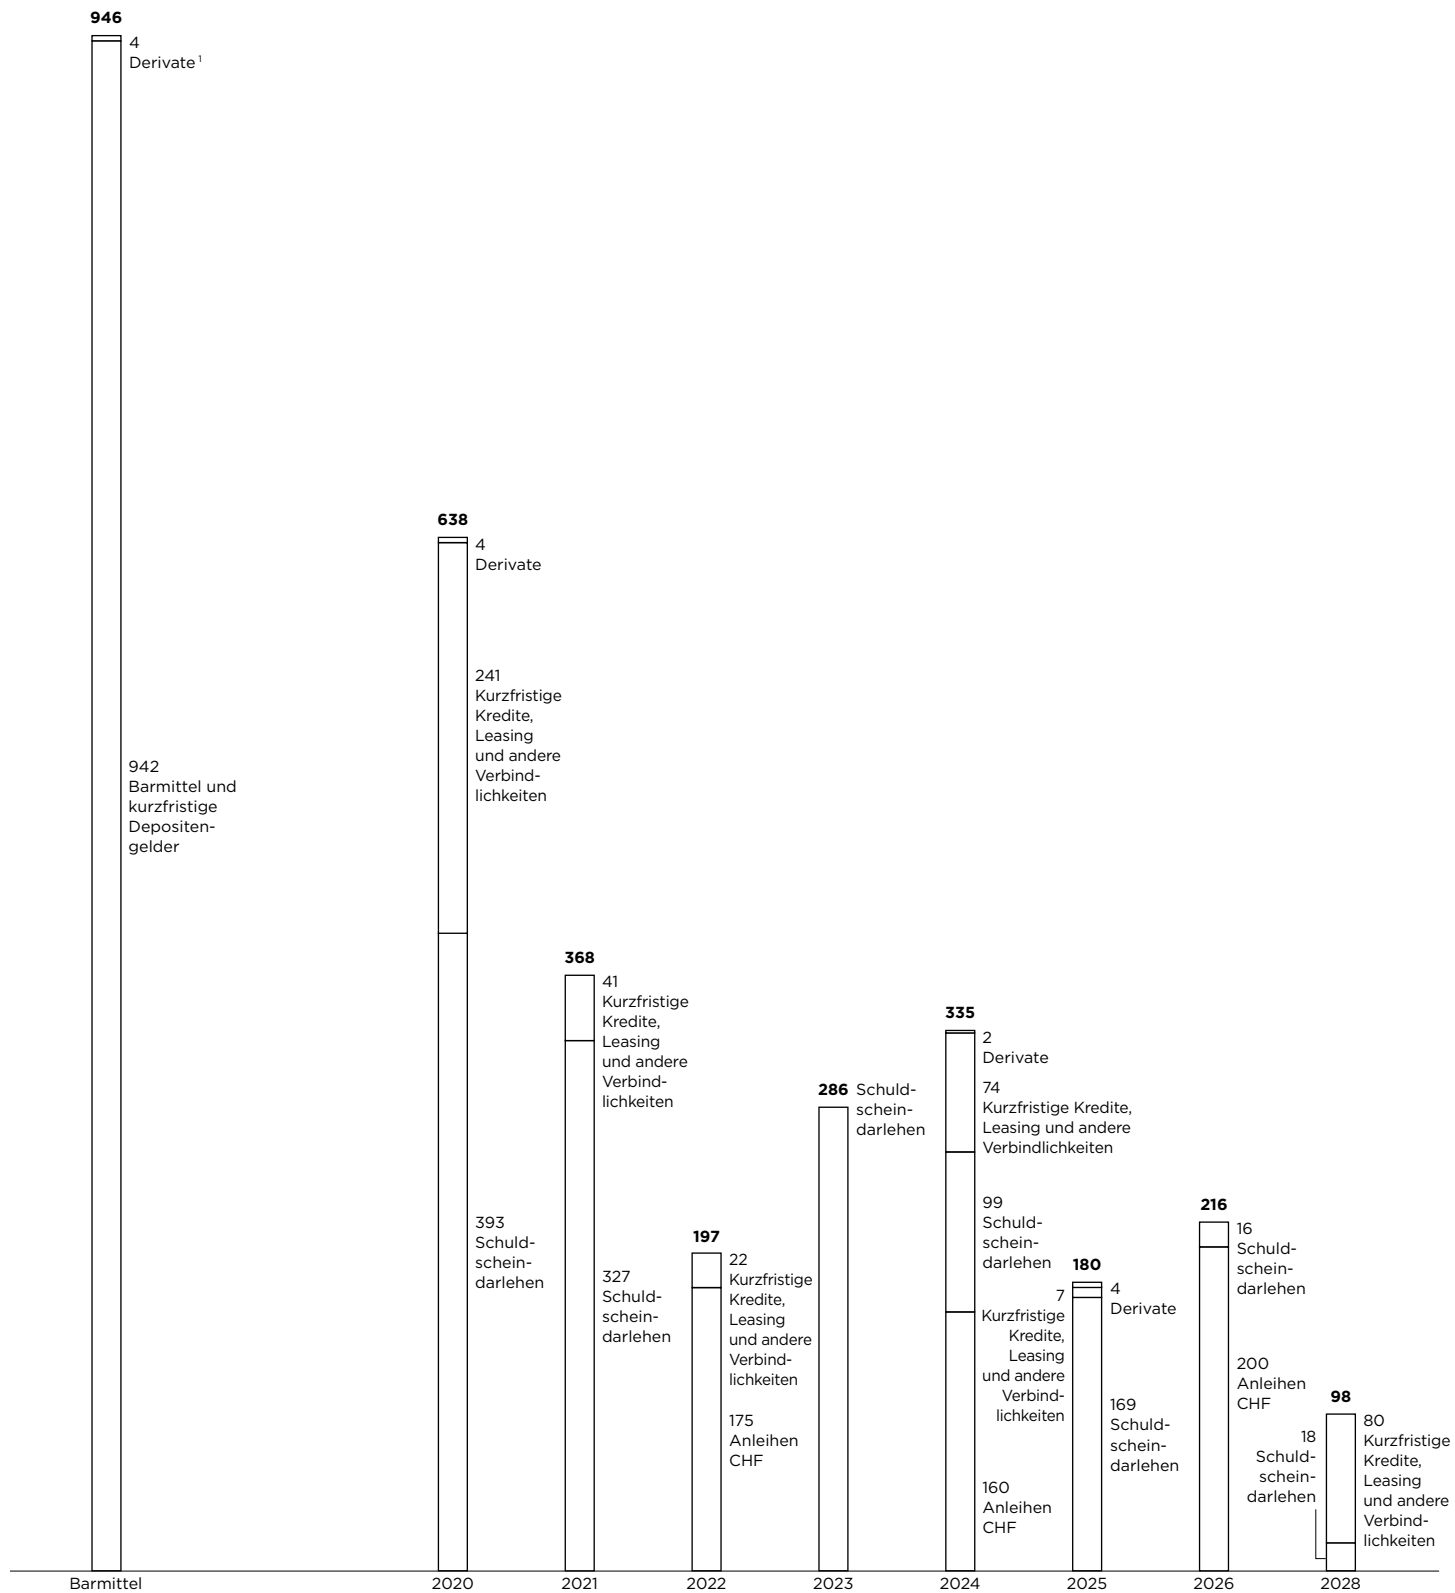 946
4
Derivate¹
942
Barmittel und
kurzfristige
Depositen-
gelder
Barmittel
638
4
Derivate
241
Kurzfristige
Kredite,
Leasing
und andere
Verbind-
lichkeiten
393
Schuld-
schein-
darlehen
2020
368
41
Kurzfristige
Kredite,
Leasing
und andere
Verbind-
lichkeiten
327
Schuld-
schein-
darlehen
2021
197
22
Kurzfristige
Kredite,
Leasing
und andere
Verbind-
lichkeiten
175
Anleihen
CHF
2022
286 Schuld-
schein-
darlehen
2023
335
2
Derivate
74
Kurzfristige Kredite,
Leasing und andere
Verbindlichkeiten
99
Schuld-
schein-
darlehen
160
Anleihen
CHF
2024
180
4
Derivate
7
Kurzfristige
Kredite,
Leasing
und andere
Verbind-
lichkeiten
169
Schuld-
schein-
darlehen
2025
216
16
Schuld-
schein-
darlehen
200
Anleihen
CHF
2026
98
80
Kurzfristige
Kredite,
Leasing
und andere
Verbind-
lichkeiten
18
Schuld-
schein-
darlehen
2028